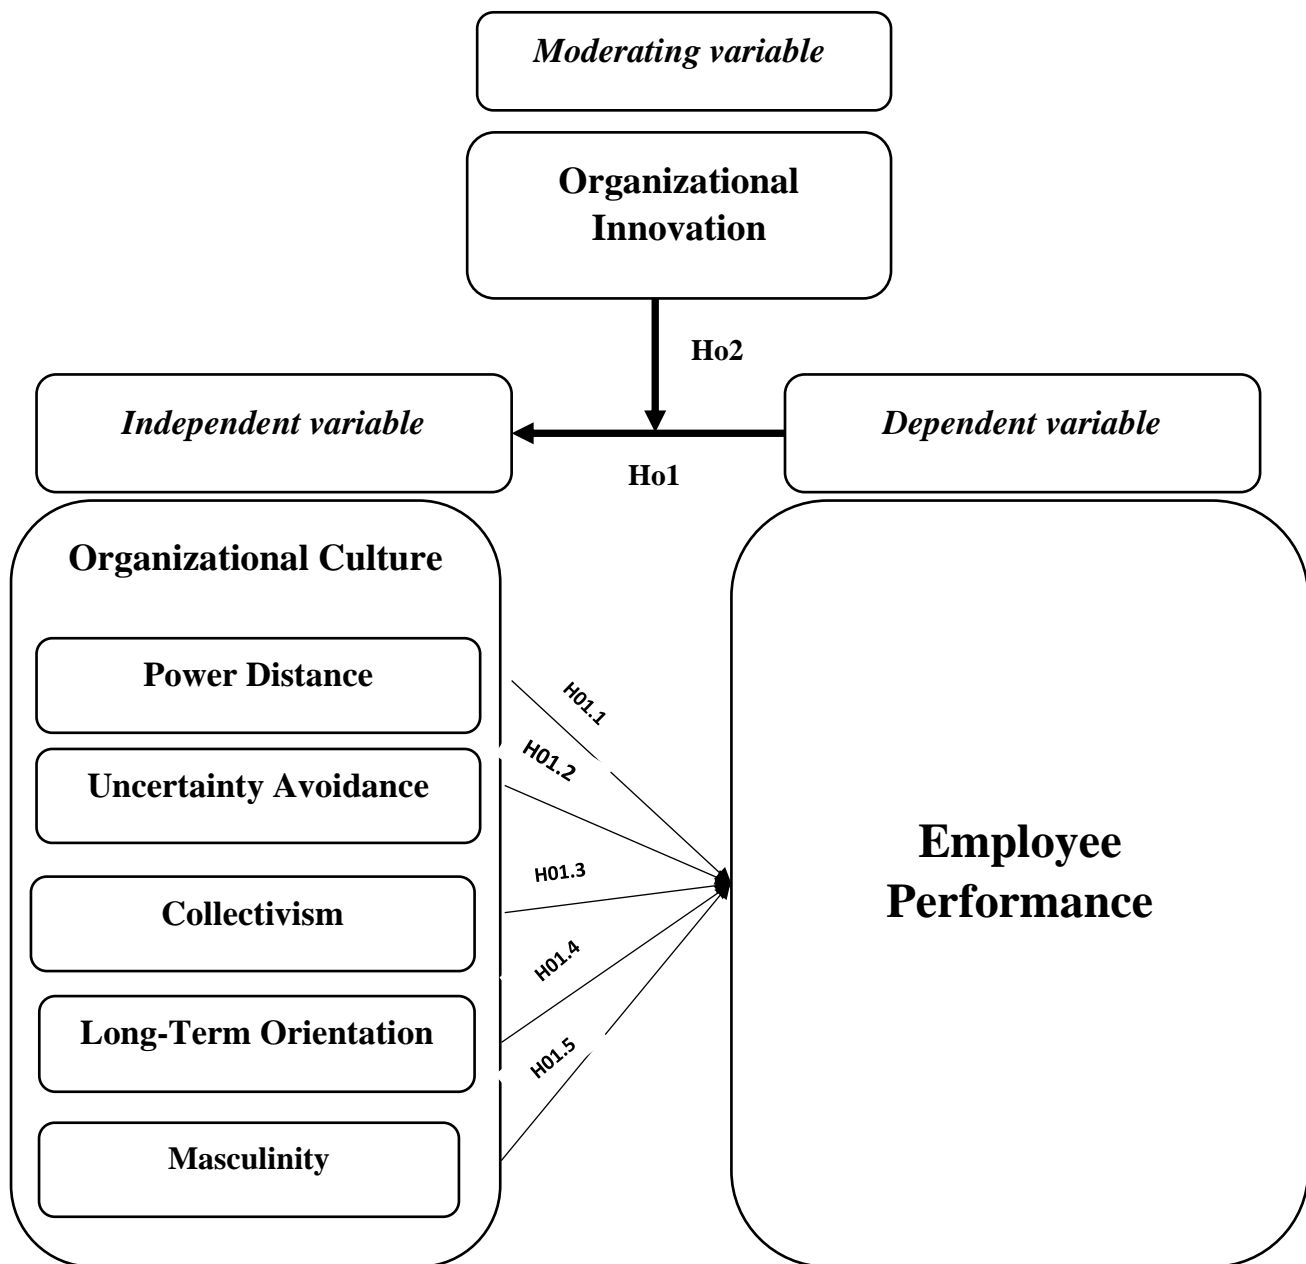 Moderating variable
Organizational
Innovation
Ho2
Independent variable
Dependent variable
Ho1
Organizational Culture
Power Distance
Uncertainty Avoidance
Collectivism
Long-Term Orientation
Masculinity
H01.1
H01.2
H01.3
H01.4
H01.5
Employee
Performance